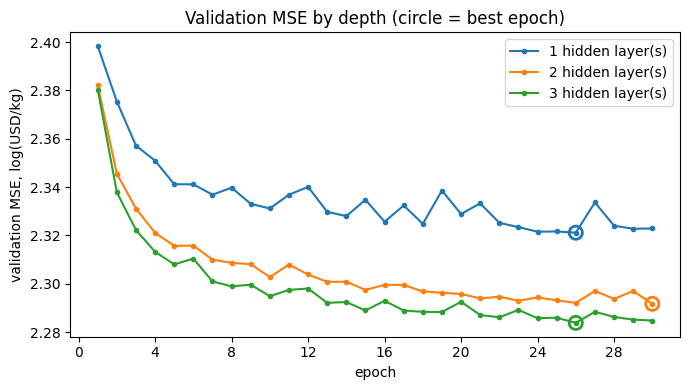 Validation MSE by depth (circle = best epoch)
1 hidden layer(s)
2 hidden layer(s)
3 hidden layer(s)
validation MSE, log(USD/kg)
2.40
2.38
2.36
2.34
2.32
2.30
2.28
0 4 8 12 16 20 24 28
epoch